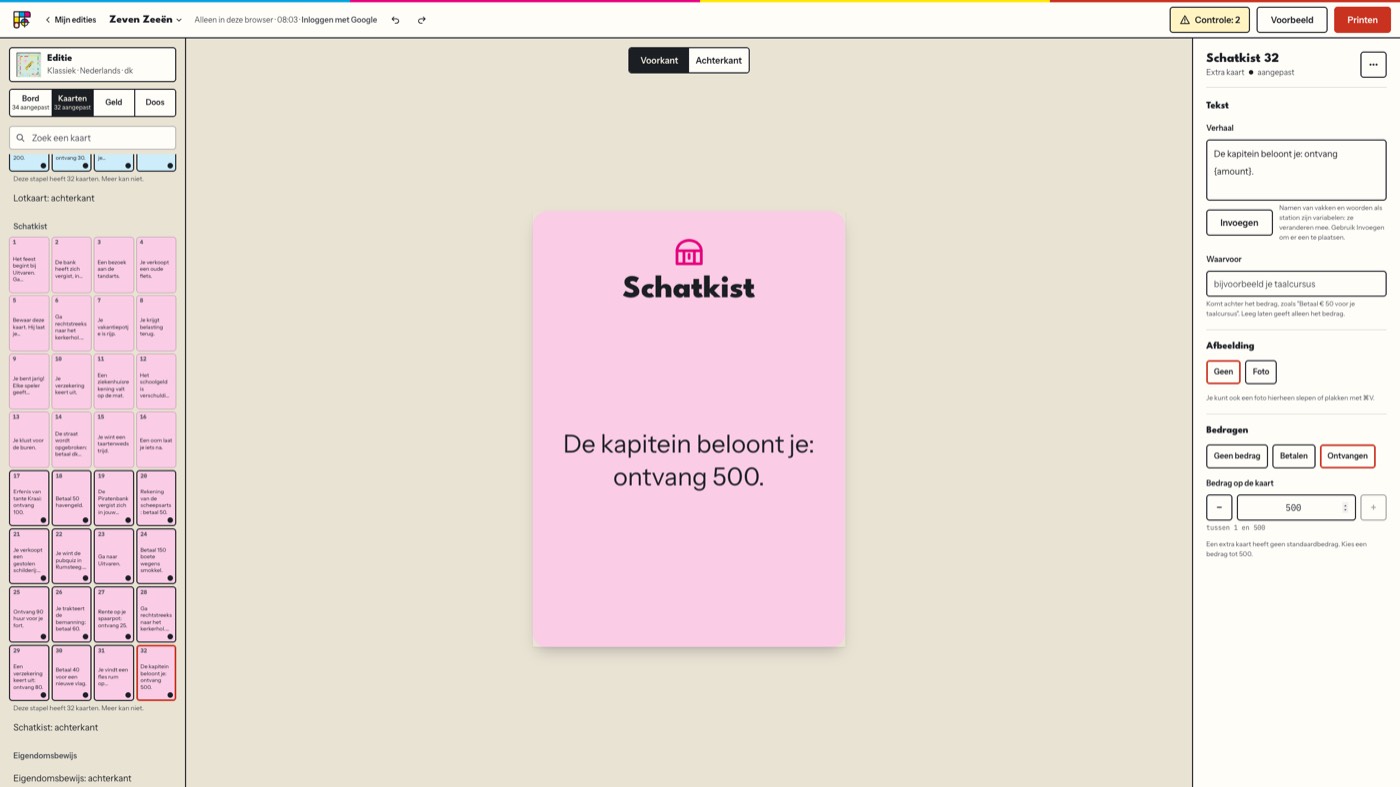 Mijn edities
Zeven Zeeën
Alleen in deze browser · 08:03 · Inloggen met Google
Controle: 2
Voorbeeld
Printen
Editie
Klassiek · Nederlands · dk
Bord
34 aangepast
Kaarten
32 aangepast
Geld
Doos
Zoek een kaart
200.
ontvang 30.
je...
Deze stapel heeft 32 kaarten. Meer kan niet.
Lotkaart: achterkant
Schatkist
1
Het feest begint bij Uitvaren. Ga...
2
De bank heeft zich vergist, in...
3
Een bezoek aan de tandarts.
4
Je verkoopt een oude fiets.
5
Bewaar deze kaart. Hij laat je...
6
Ga rechtstreeks naar het kerkerhol...
7
Je vakantiepotje is rijp.
8
Je krijgt belasting terug.
9
Je bent jarig! Elke speler geeft...
10
Je verzekering keert uit.
11
Een ziekenhuisrekening valt op de mat.
12
Het schoolgeld is verschuld...
13
Je klust voor de buren.
14
De straat wordt opgebroken: betaal dk...
15
Je wint een taartenwedstrijd.
16
Een oom laat je iets na.
17
Erfenis van tante Kraai: ontvang 100.
18
Betaal 50 havengeld.
19
De Piratenbank vergist zich in jouw...
20
Rekening van de scheepsarts: betaal 50.
21
Je verkoopt een gestolen schilderij...
22
Je wint de pubquiz in Rumsteeg...
23
Ga naar Uitvaren.
24
Betaal 150 boete wegens smokkel.
25
Ontvang 90 huur voor je fort.
26
Je trakteert de bemanning: betaal 60.
27
Rente op je spaarpot: ontvang 25.
28
Ga rechtstreeks naar het kerkerhol...
29
Een verzekering keert uit: ontvang 80.
30
Betaal 40 voor een nieuwe vlag.
31
Je vindt een fles rum op...
32
De kapitein beloont je: ontvang 500.
Deze stapel heeft 32 kaarten. Meer kan niet.
Schatkist: achterkant
Eigendomsbewijs
Eigendomsbewijs: achterkant
Voorkant
Achterkant
Schatkist
De kapitein beloont je:
ontvang 500.
Schatkist 32
Extra kaart ● aangepast
Tekst
Verhaal
De kapitein beloont je: ontvang
{amount}.
Invoegen
Namen van vakken en woorden als
station zijn variabelen: ze
veranderen mee. Gebruik Invoegen
om er een te plaatsen.
Waarvoor
bijvoorbeeld je taalcursus
Komt achter het bedrag, zoals "Betaal € 50 voor je
taalcursus". Leeg laten geeft alleen het bedrag.
Afbeelding
Geen
Foto
Je kunt ook een foto hierheen slepen of plakken met ⌘V.
Bedragen
Geen bedrag
Betalen
Ontvangen
Bedrag op de kaart
500
tussen 1 en 500
Een extra kaart heeft geen standaardbedrag. Kies een
bedrag tot 500.